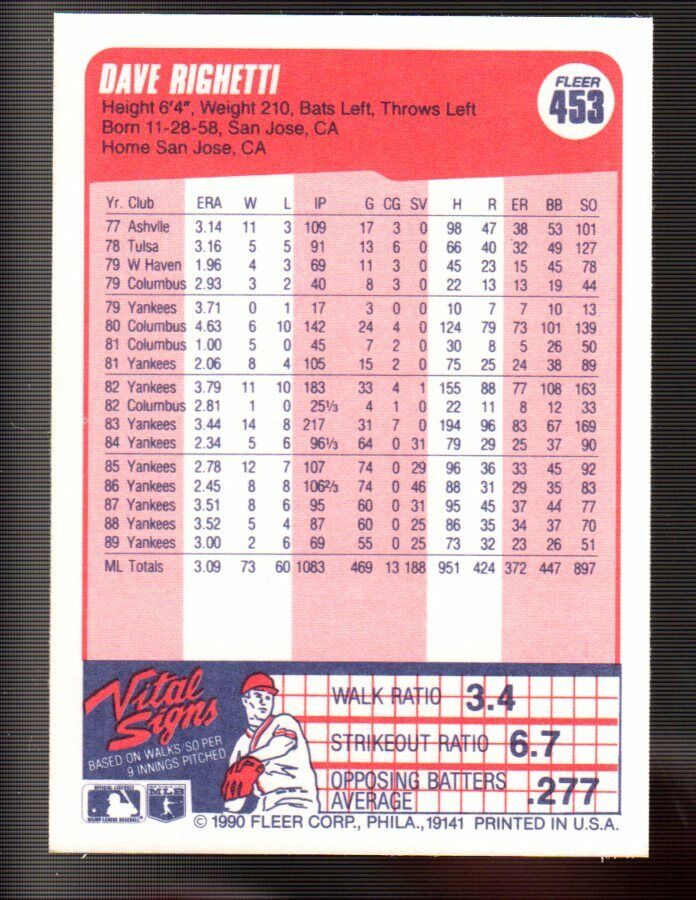 DAVE RIGHETTI
FLEER
453
Height 6'4", Weight 210, Bats Left, Throws Left
Born 11-28-58, San Jose, CA
Home San Jose, CA
Yr. Club ERA W L IP G CG SV H R ER BB SO
77 Ashvlle 3.14 11 3 109 17 3 0 98 47 38 53 101
78 Tulsa 3.16 5 5 91 13 6 0 66 40 32 49 127
79 W Haven 1.96 4 3 69 11 3 0 45 23 15 45 78
79 Columbus 2.93 3 2 40 8 3 0 22 13 13 19 44
79 Yankees 3.71 0 1 17 3 0 0 10 7 7 10 13
80 Columbus 4.63 6 10 142 24 4 0 124 79 73 101 139
81 Columbus 1.00 5 0 45 7 2 0 30 8 5 26 50
81 Yankees 2.06 8 4 105 15 2 0 75 25 24 38 89
82 Yankees 3.79 11 10 183 33 4 1 155 88 77 108 163
82 Columbus 2.81 1 0 25⅓ 4 1 0 22 11 8 12 33
83 Yankees 3.44 14 8 217 31 7 0 194 96 83 67 169
84 Yankees 2.34 5 6 96⅓ 64 0 31 79 29 25 37 90
85 Yankees 2.78 12 7 107 74 0 29 96 36 33 45 92
86 Yankees 2.45 8 8 106⅔ 74 0 46 88 31 29 35 83
87 Yankees 3.51 8 6 95 60 0 31 95 45 37 44 77
88 Yankees 3.52 5 4 87 60 0 25 86 35 34 37 70
89 Yankees 3.00 2 6 69 55 0 25 73 32 23 26 51
ML Totals 3.09 73 60 1083 469 13 188 951 424 372 447 897
Vital
Signs
BASED ON WALKS/SO PER
9 INNINGS PITCHED
WALK RATIO 3.4
STRIKEOUT RATIO 6.7
OPPOSING BATTERS
AVERAGE .277
OFFICIAL LICENSEE
MAJOR LEAGUE BASEBALL
MLB
© 1990 FLEER CORP., PHILA., 19141 PRINTED IN U.S.A.